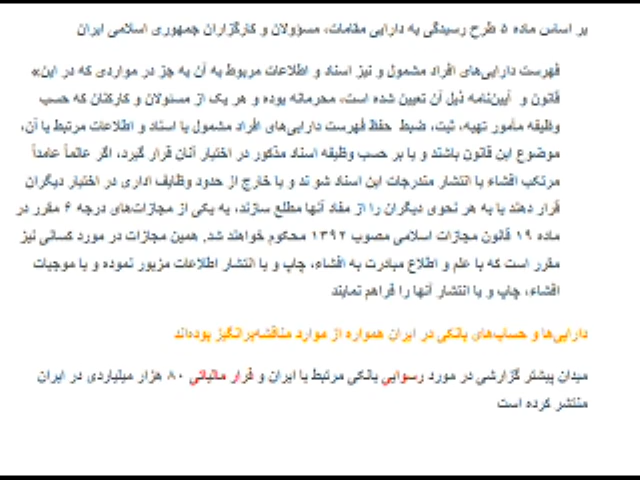 بر اساس ماده ۵ طرح رسیدگی به دارایی مقامات، مسؤولان و کارگزاران جمهوری اسلامی ایران
فهرست دارایی‌های افراد مشمول و نیز اسناد و اطلاعات مربوط به آن به جز در مواردی که در این»
قانون و آیین‌نامه ذیل آن تعیین شده است، محرمانه بوده و هر یک از مسئولان و کارکنان که حسب
وظیفه مأمور تهیه، ثبت، ضبط حفظ فهرست دارایی‌های افراد مشمول یا اسناد و اطلاعات مرتبط با آن،
موضوع این قانون باشند و یا بر حسب وظیفه اسناد مذکور در اختیار آنان قرار گیرد، اگر عالماً عامداً
مرتکب افشاء یا انتشار مندرجات این اسناد شو ند و یا خارج از حدود وظایف اداری در اختیار دیگران
قرار دهند یا به هر نحوی دیگران را از مفاد آنها مطلع سازند، به یکی از مجازات‌های درجه ۶ مقرر در
ماده ۱۹ قانون مجازات اسلامی مصوب ۱۳۹۲ محکوم خواهند شد. همین مجازات در مورد کسانی نیز
مقرر است که با علم و اطلاع مبادرت به افشاء، چاپ و یا انتشار اطلاعات مزبور نموده و یا موجبات
افشاء، چاپ و یا انتشار آنها را فراهم نمایند
دارایی‌ها و حساب‌های بانکی در ایران همواره از موارد مناقشه‌برانگیز بوده‌اند
میدان پیشتر گزارشی در مورد رسوایی بانکی مرتبط با ایران و فرار مالیاتی ۸۰ هزار میلیاردی در ایران
منتشر کرده است